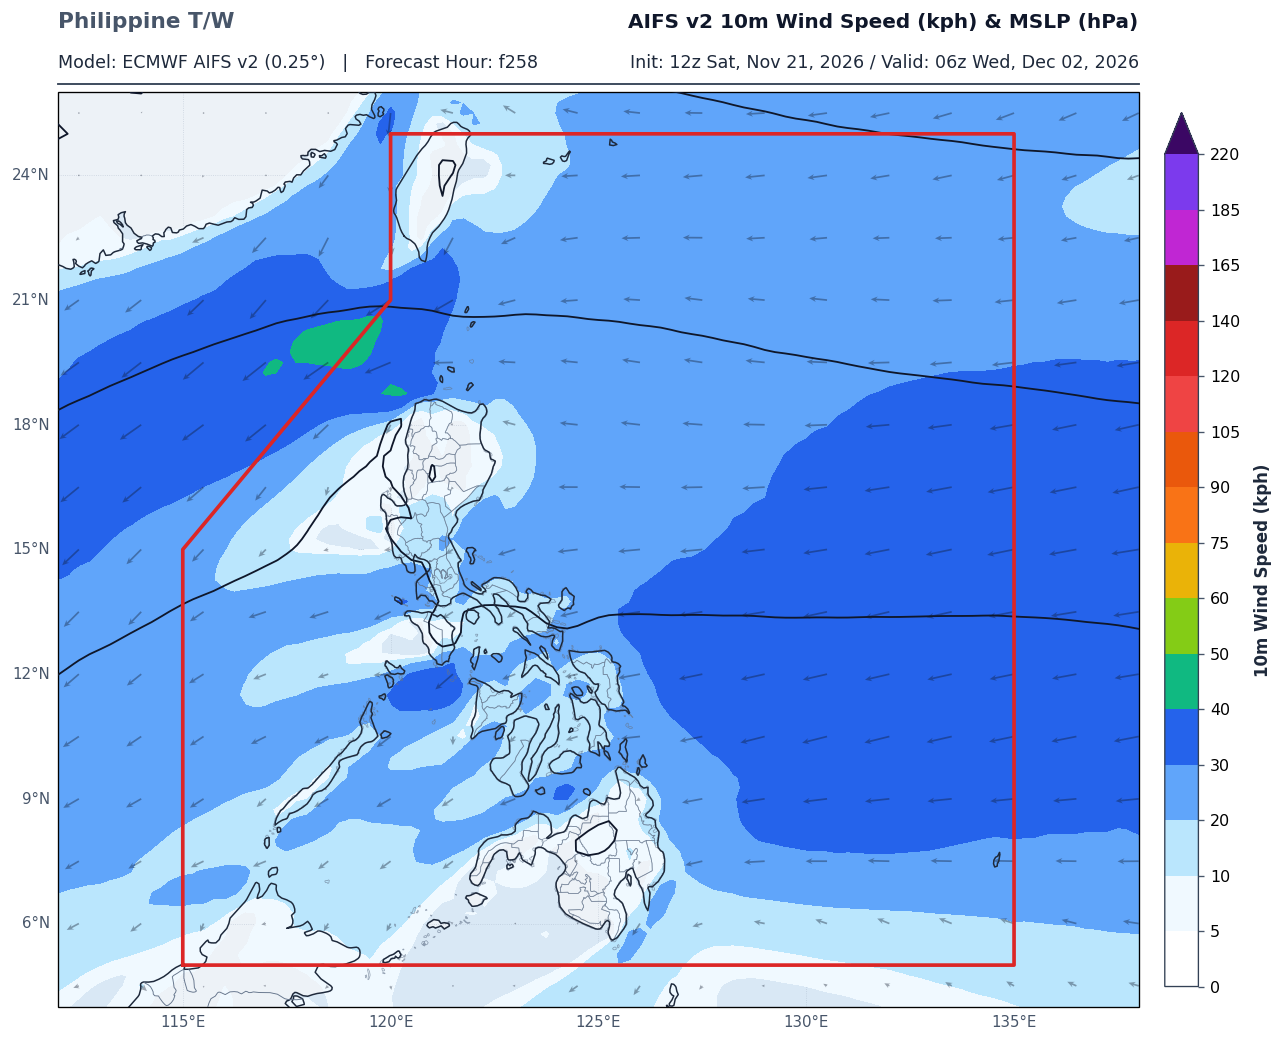 Philippine T/W
AIFS v2 10m Wind Speed (kph) & MSLP (hPa)
Model: ECMWF AIFS v2 (0.25°) | Forecast Hour: f258
Init: 12z Sat, Nov 21, 2026 / Valid: 06z Wed, Dec 02, 2026
24°N
21°N
18°N
15°N
12°N
9°N
6°N
115°E
120°E
125°E
130°E
135°E
220
185
165
140
120
105
90
75
60
50
40
30
20
10
5
0
10m Wind Speed (kph)